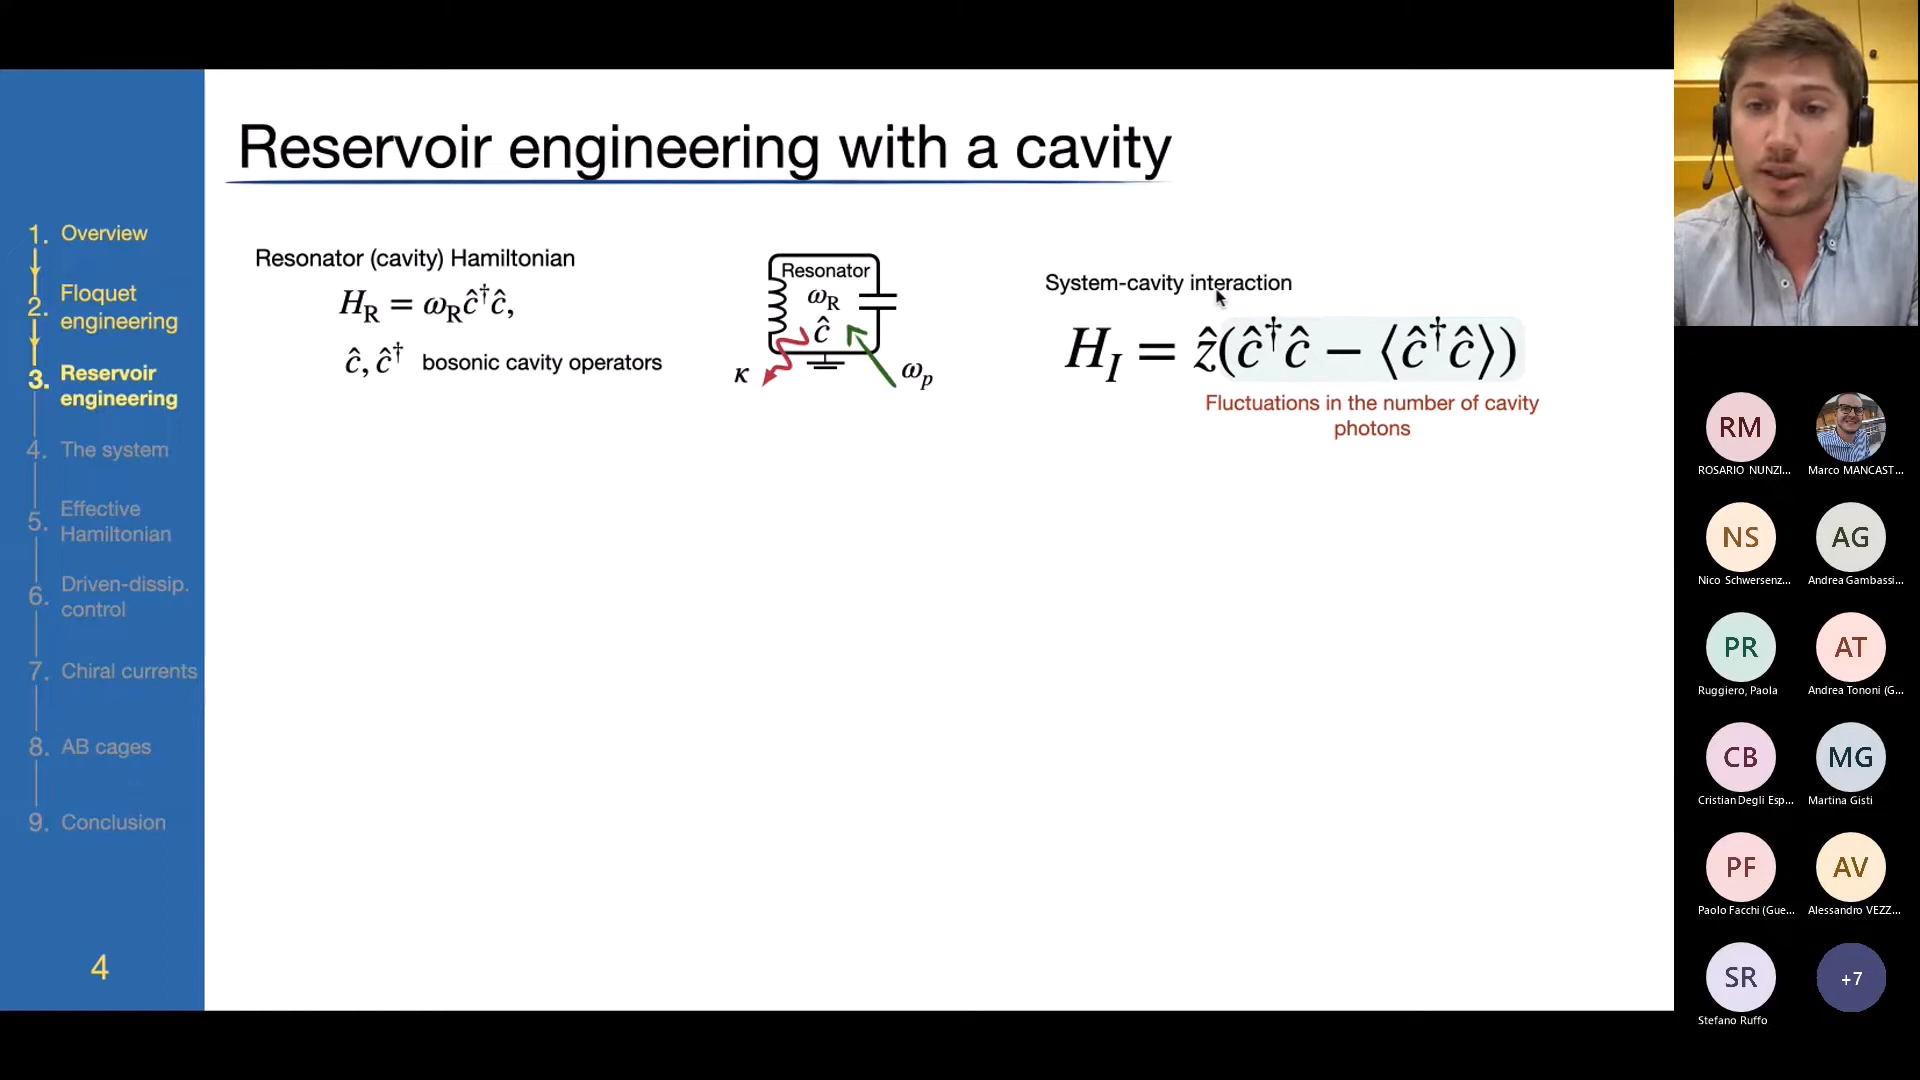 Reservoir engineering with a cavity
1. Overview
2. Floquet engineering
3. Reservoir engineering
4. The system
5. Effective Hamiltonian
6. Driven-dissip. control
7. Chiral currents
8. AB cages
9. Conclusion
4
Resonator (cavity) Hamiltonian
H_R = ω_R ĉ†ĉ,
ĉ, ĉ† bosonic cavity operators
Resonator
ω_R
ĉ
κ
ω_p
System-cavity interaction
H_I = ẑ(ĉ†ĉ − ⟨ĉ†ĉ⟩)
Fluctuations in the number of cavity
photons
RM
ROSARIO NUNZI...
Marco MANCAST...
NS
Nico Schwersenz...
AG
Andrea Gambassi...
PR
Ruggiero, Paola
AT
Andrea Tononi (G...
CB
Cristian Degli Esp...
MG
Martina Gisti
PF
Paolo Facchi (Gue...
AV
Alessandro VEZZ...
SR
Stefano Ruffo
+7